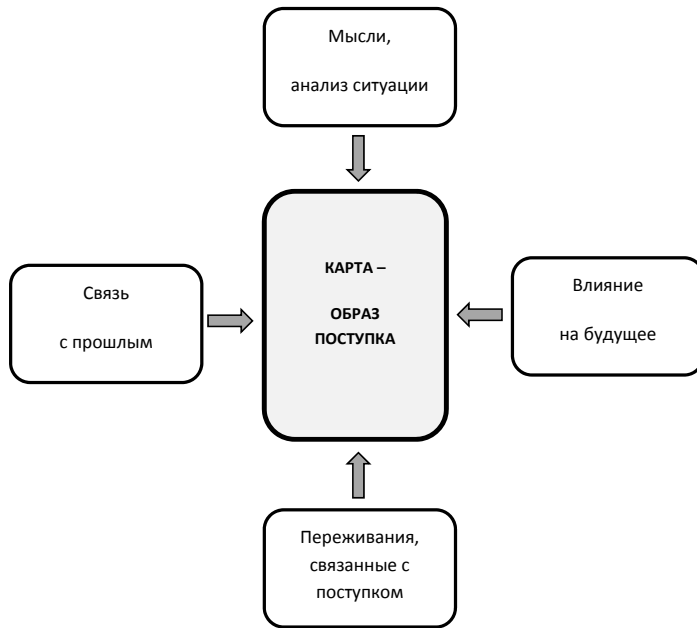 Мысли,
анализ ситуации
КАРТА –
ОБРАЗ
ПОСТУПКА
Связь
с прошлым
Влияние
на будущее
Переживания,
связанные с
поступком